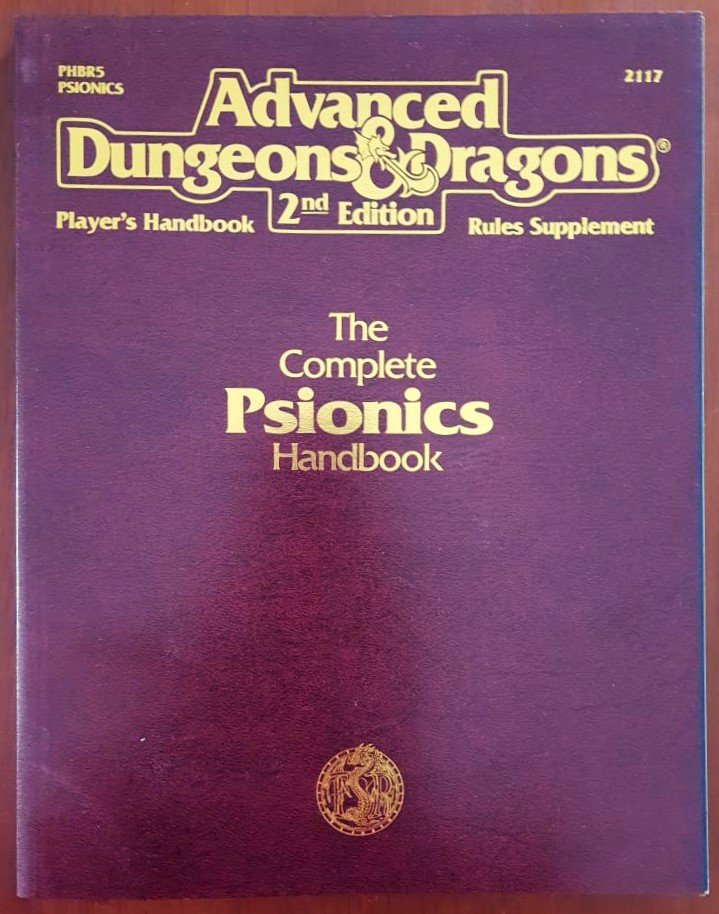 PHBR5
PSIONICS
2117
Advanced
Dungeons & Dragons®
2nd Edition
Player's Handbook
Rules Supplement
The
Complete
Psionics
Handbook
TSR